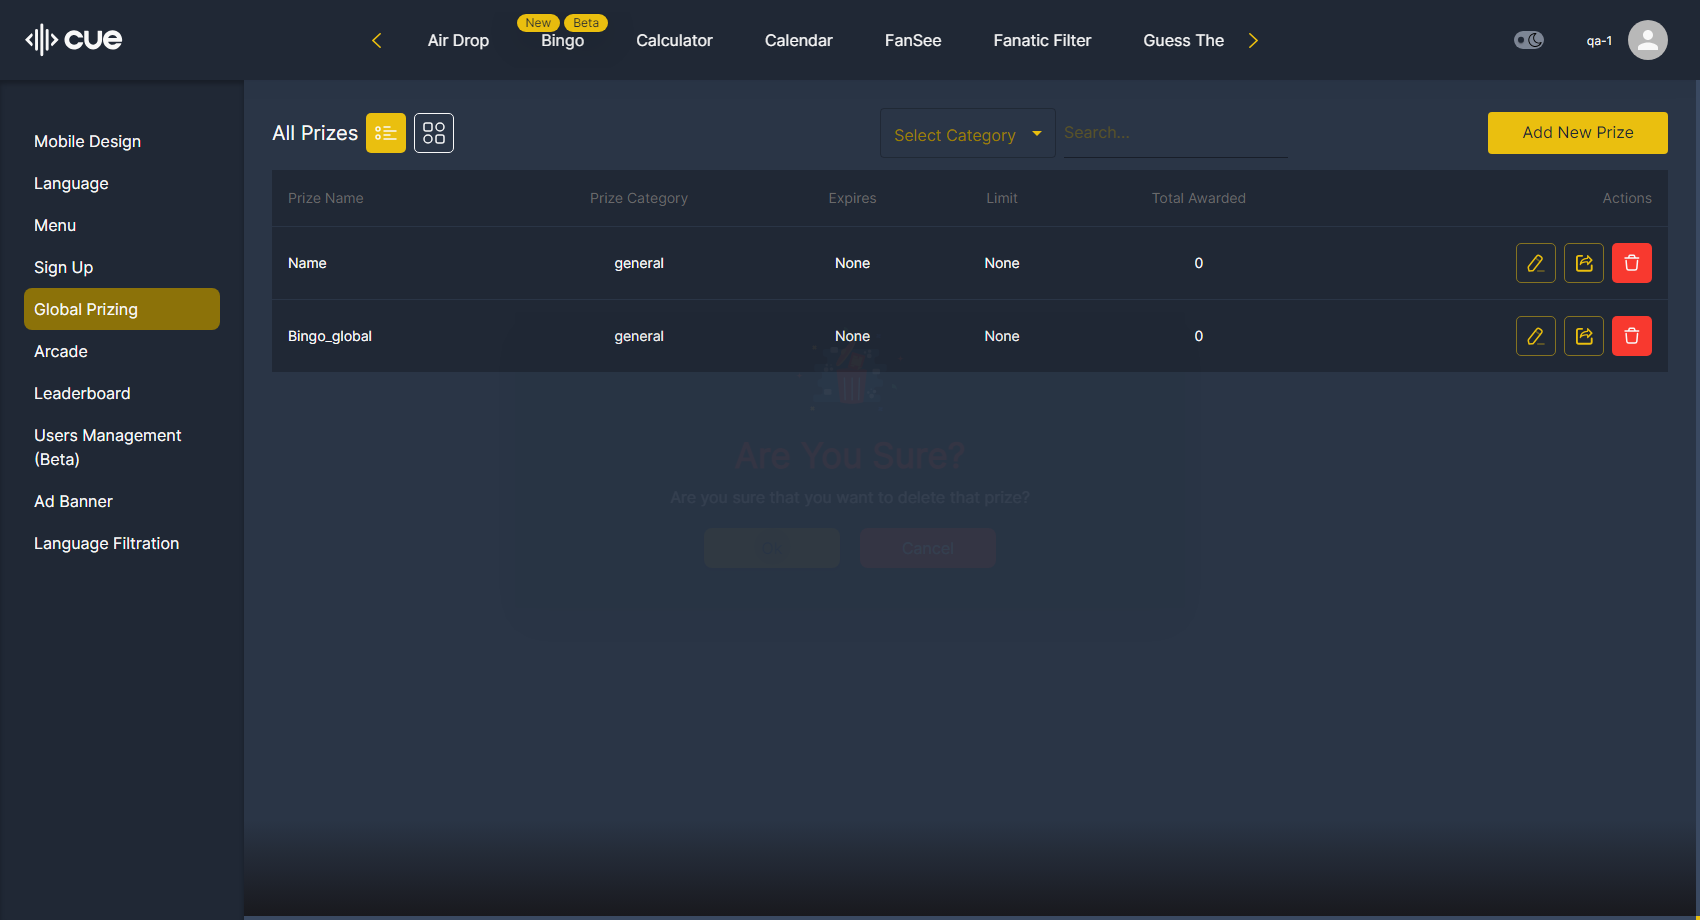 cue
Air Drop
New
Beta
Bingo
Calculator
Calendar
FanSee
Fanatic Filter
Guess The
qa-1
Mobile Design
Language
Menu
Sign Up
Global Prizing
Arcade
Leaderboard
Users Management
(Beta)
Ad Banner
Language Filtration
All Prizes
Select Category
Search...
Add New Prize
Prize Name Prize Category Expires Limit Total Awarded Actions
Name general None None 0
Bingo_global general None None 0
Are You Sure?
Are you sure that you want to delete that prize?
Cancel